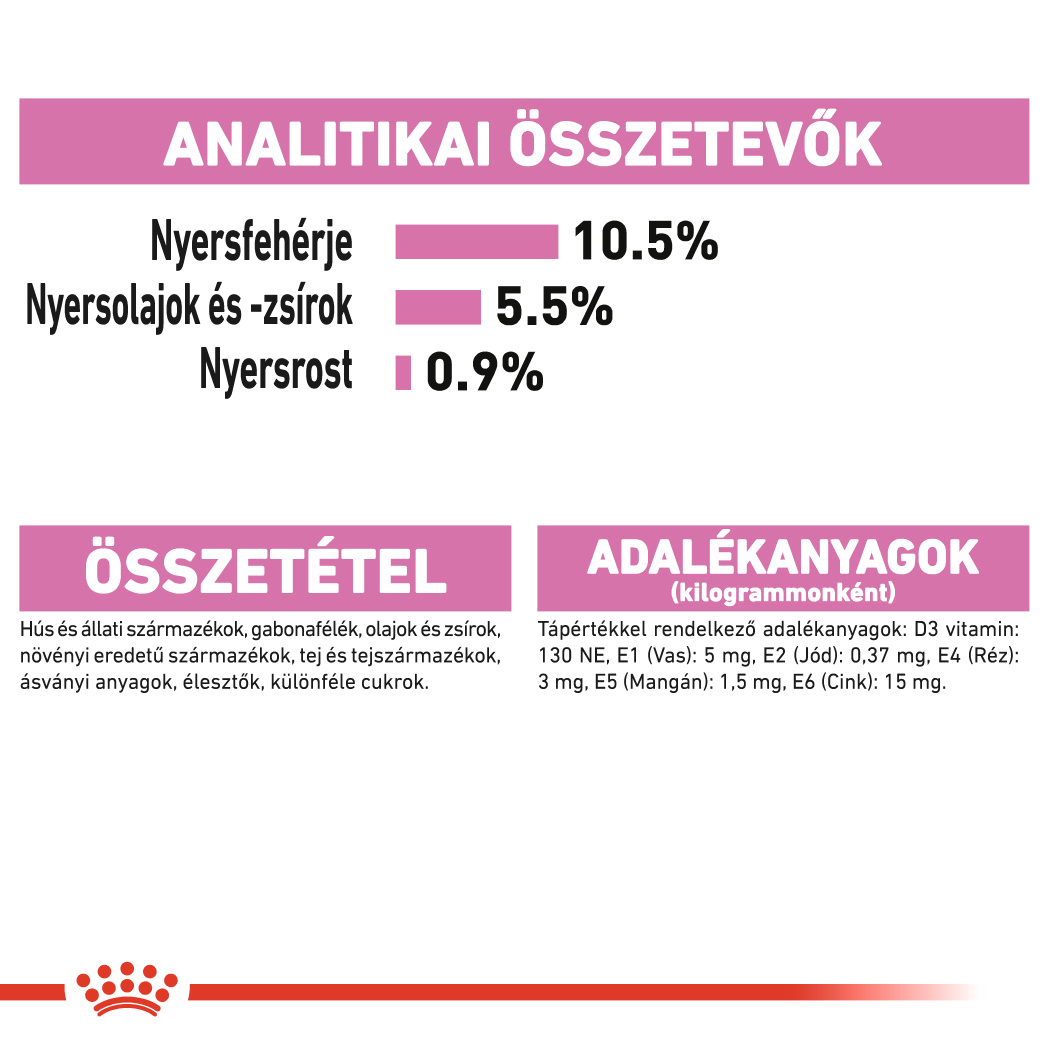 ANALITIKAI ÖSSZETEVŐK
Nyersfehérje 10.5%
Nyersolajok és -zsírok 5.5%
Nyersrost 0.9%
ÖSSZETÉTEL
Hús és állati származékok, gabonafélék, olajok és zsírok,
növényi eredetű származékok, tej és tejszármazékok,
ásványi anyagok, élesztők, különféle cukrok.
ADALÉKANYAGOK
(kilogrammonként)
Tápértékkel rendelkező adalékanyagok: D3 vitamin:
130 NE, E1 (Vas): 5 mg, E2 (Jód): 0,37 mg, E4 (Réz):
3 mg, E5 (Mangán): 1,5 mg, E6 (Cink): 15 mg.